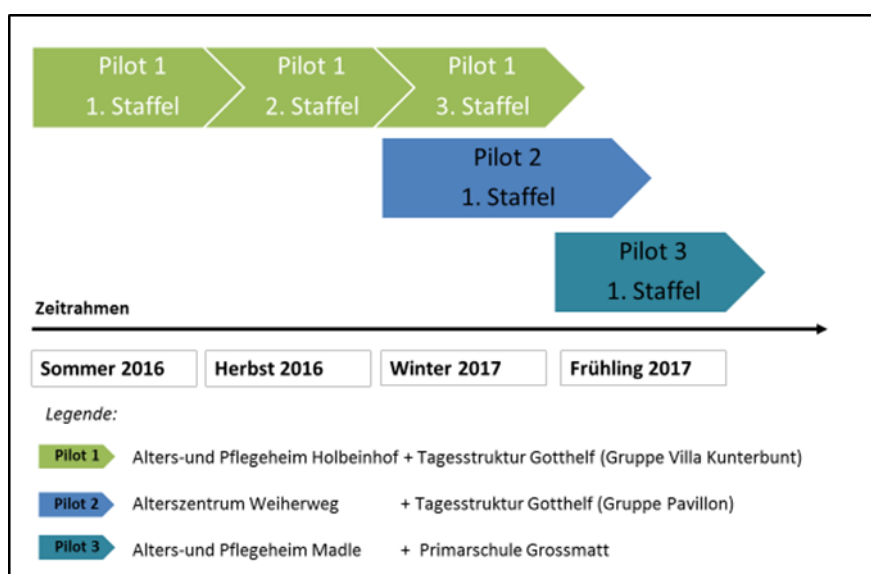 Pilot 1
1. Staffel
Pilot 1
2. Staffel
Pilot 1
3. Staffel
Pilot 2
1. Staffel
Pilot 3
1. Staffel
Zeitrahmen
Sommer 2016
Herbst 2016
Winter 2017
Frühling 2017
Legende:
Pilot 1 Alters-und Pflegeheim Holbeinhof + Tagesstruktur Gotthelf (Gruppe Villa Kunterbunt)
Pilot 2 Alterszentrum Weiherweg + Tagesstruktur Gotthelf (Gruppe Pavillon)
Pilot 3 Alters-und Pflegeheim Madle + Primarschule Grossmatt